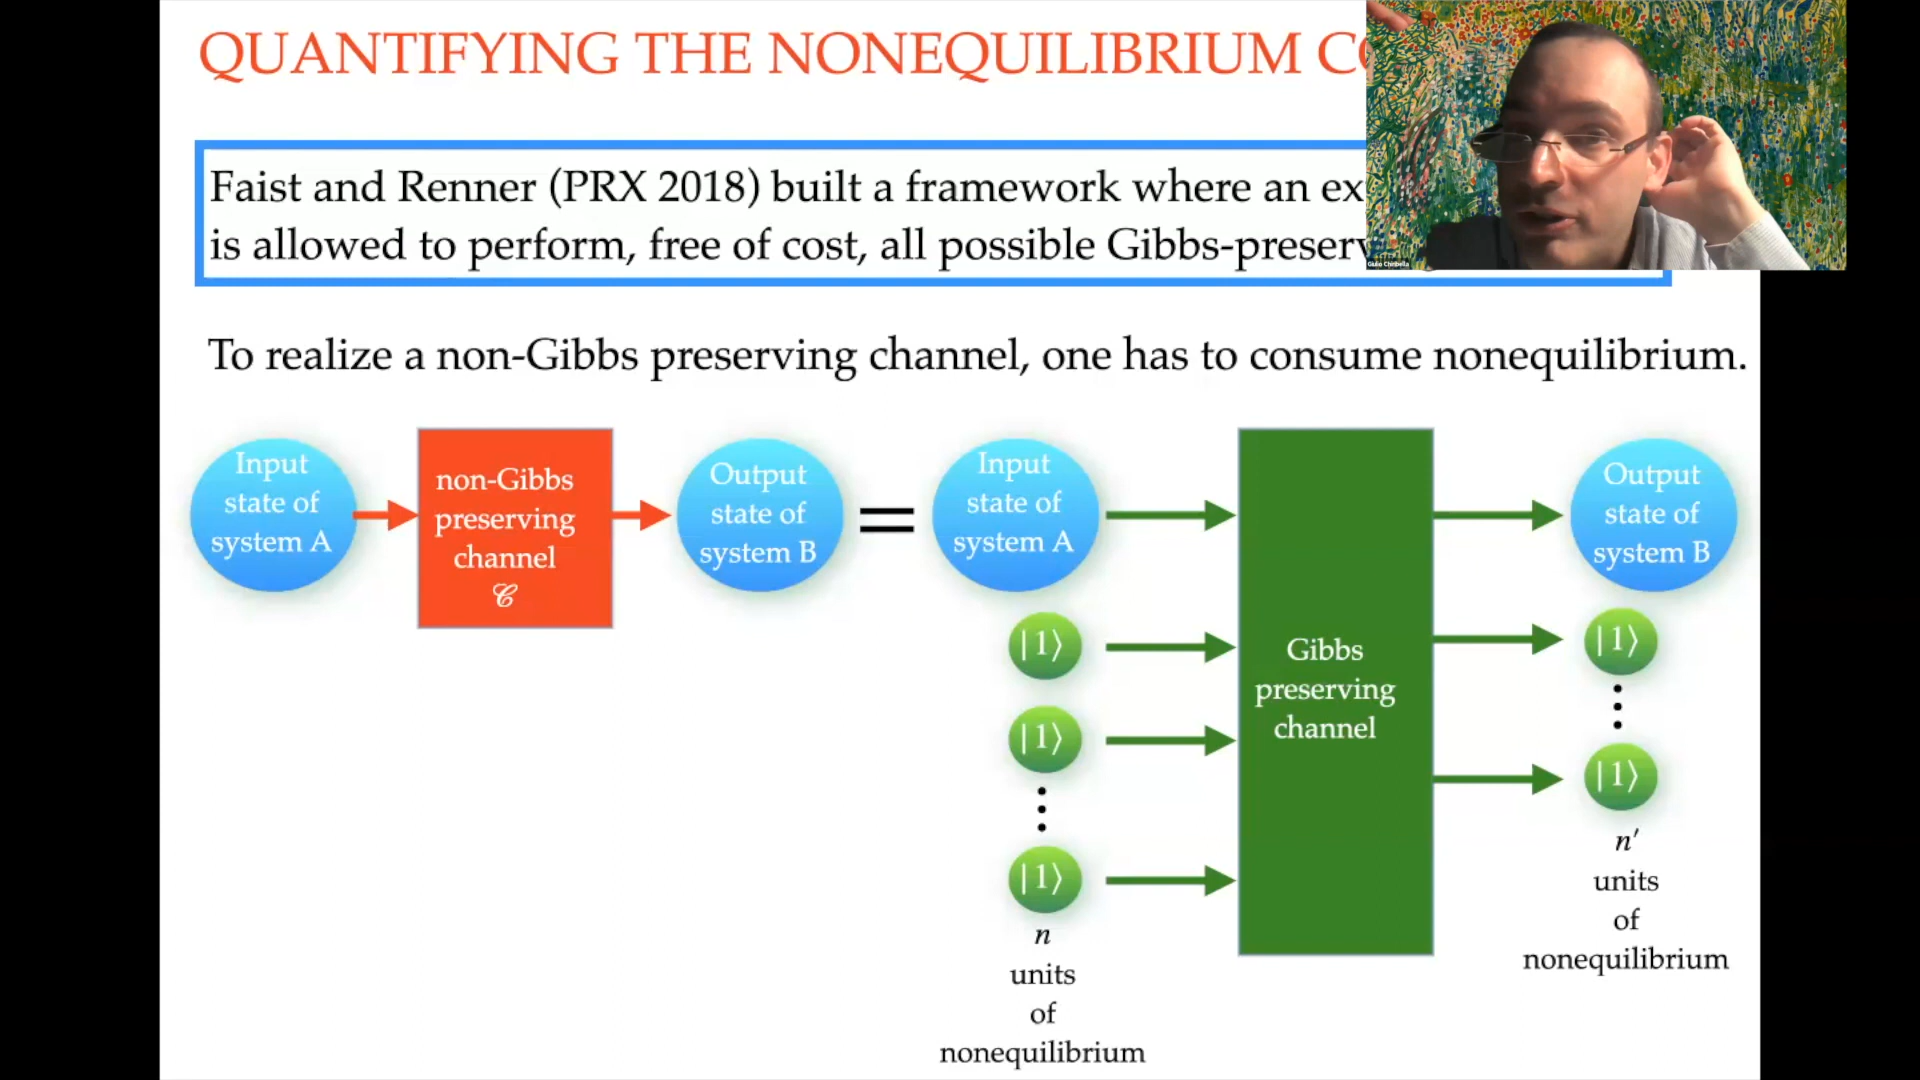 QUANTIFYING THE NONEQUILIBRIUM
Faist and Renner (PRX 2018) built a framework where an
is allowed to perform, free of cost, all possible
To realize a non-Gibbs preserving channel, one has to consume nonequilibrium.
Input
state of
system A
non-Gibbs
preserving
channel
𝒞
Output
state of
system B
=
Input
state of
system A
Output
state of
system B
|1⟩
|1⟩
⋮
|1⟩
n
units
of
nonequilibrium
Gibbs
preserving
channel
|1⟩
⋮
|1⟩
n′
units
of
nonequilibrium
Giulio Chiribella